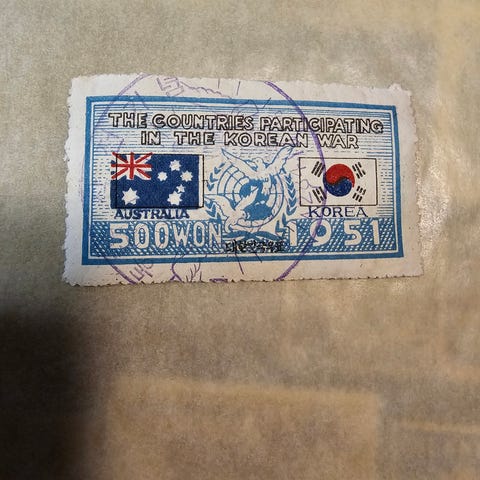 THE COUNTRIES PARTICIPATING
IN THE KOREAN WAR
AUSTRALIA
KOREA
500WON
1951